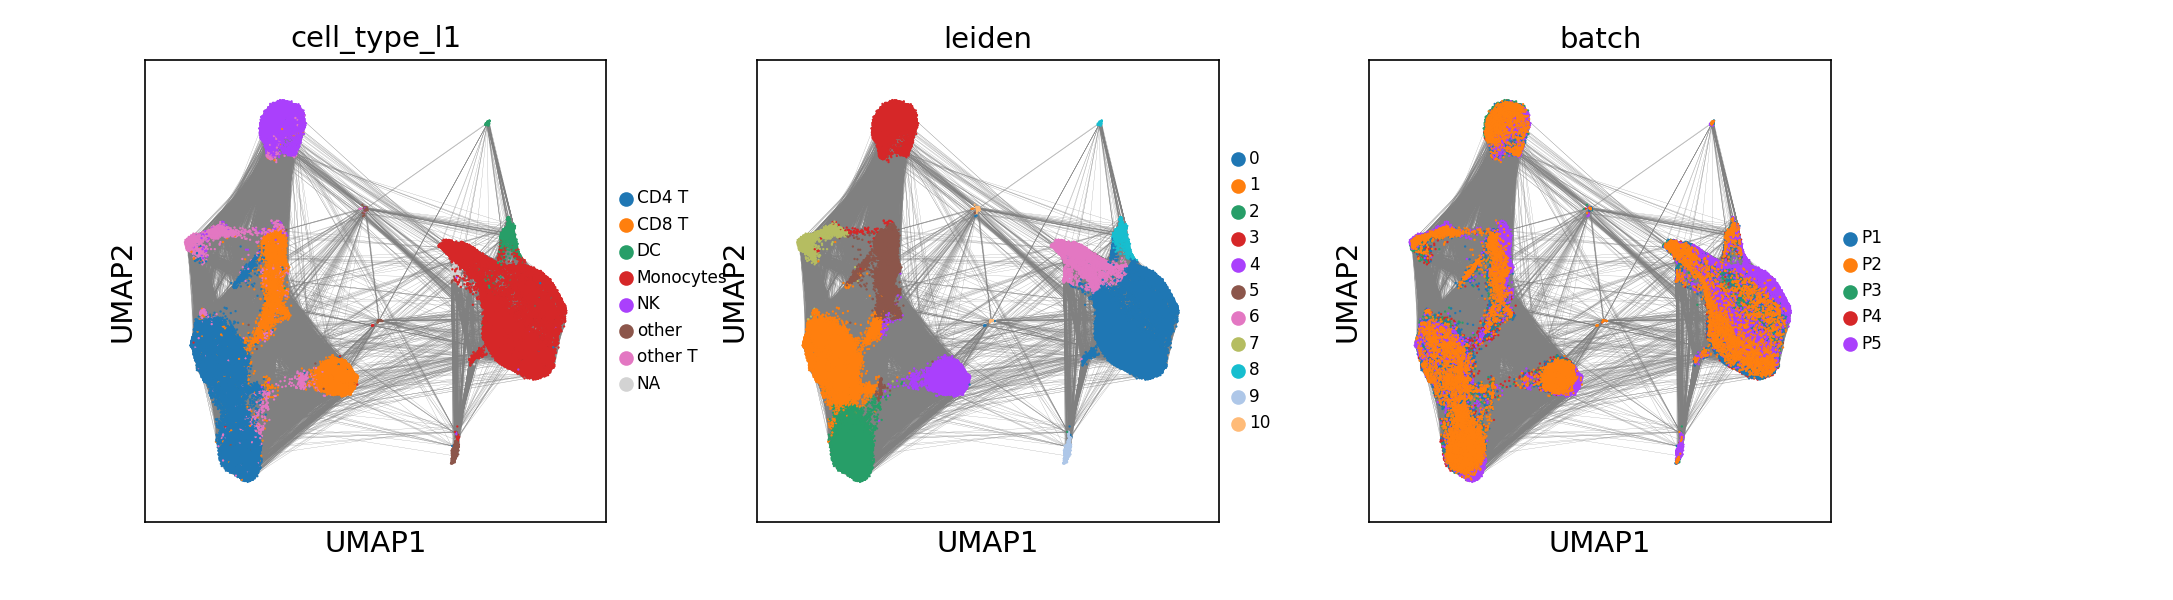 cell_type_l1
UMAP2
UMAP1
CD4 T
CD8 T
DC
Monocytes
NK
other
other T
NA
leiden
UMAP2
UMAP1
0
1
2
3
4
5
6
7
8
9
10
batch
UMAP2
UMAP1
P1
P2
P3
P4
P5